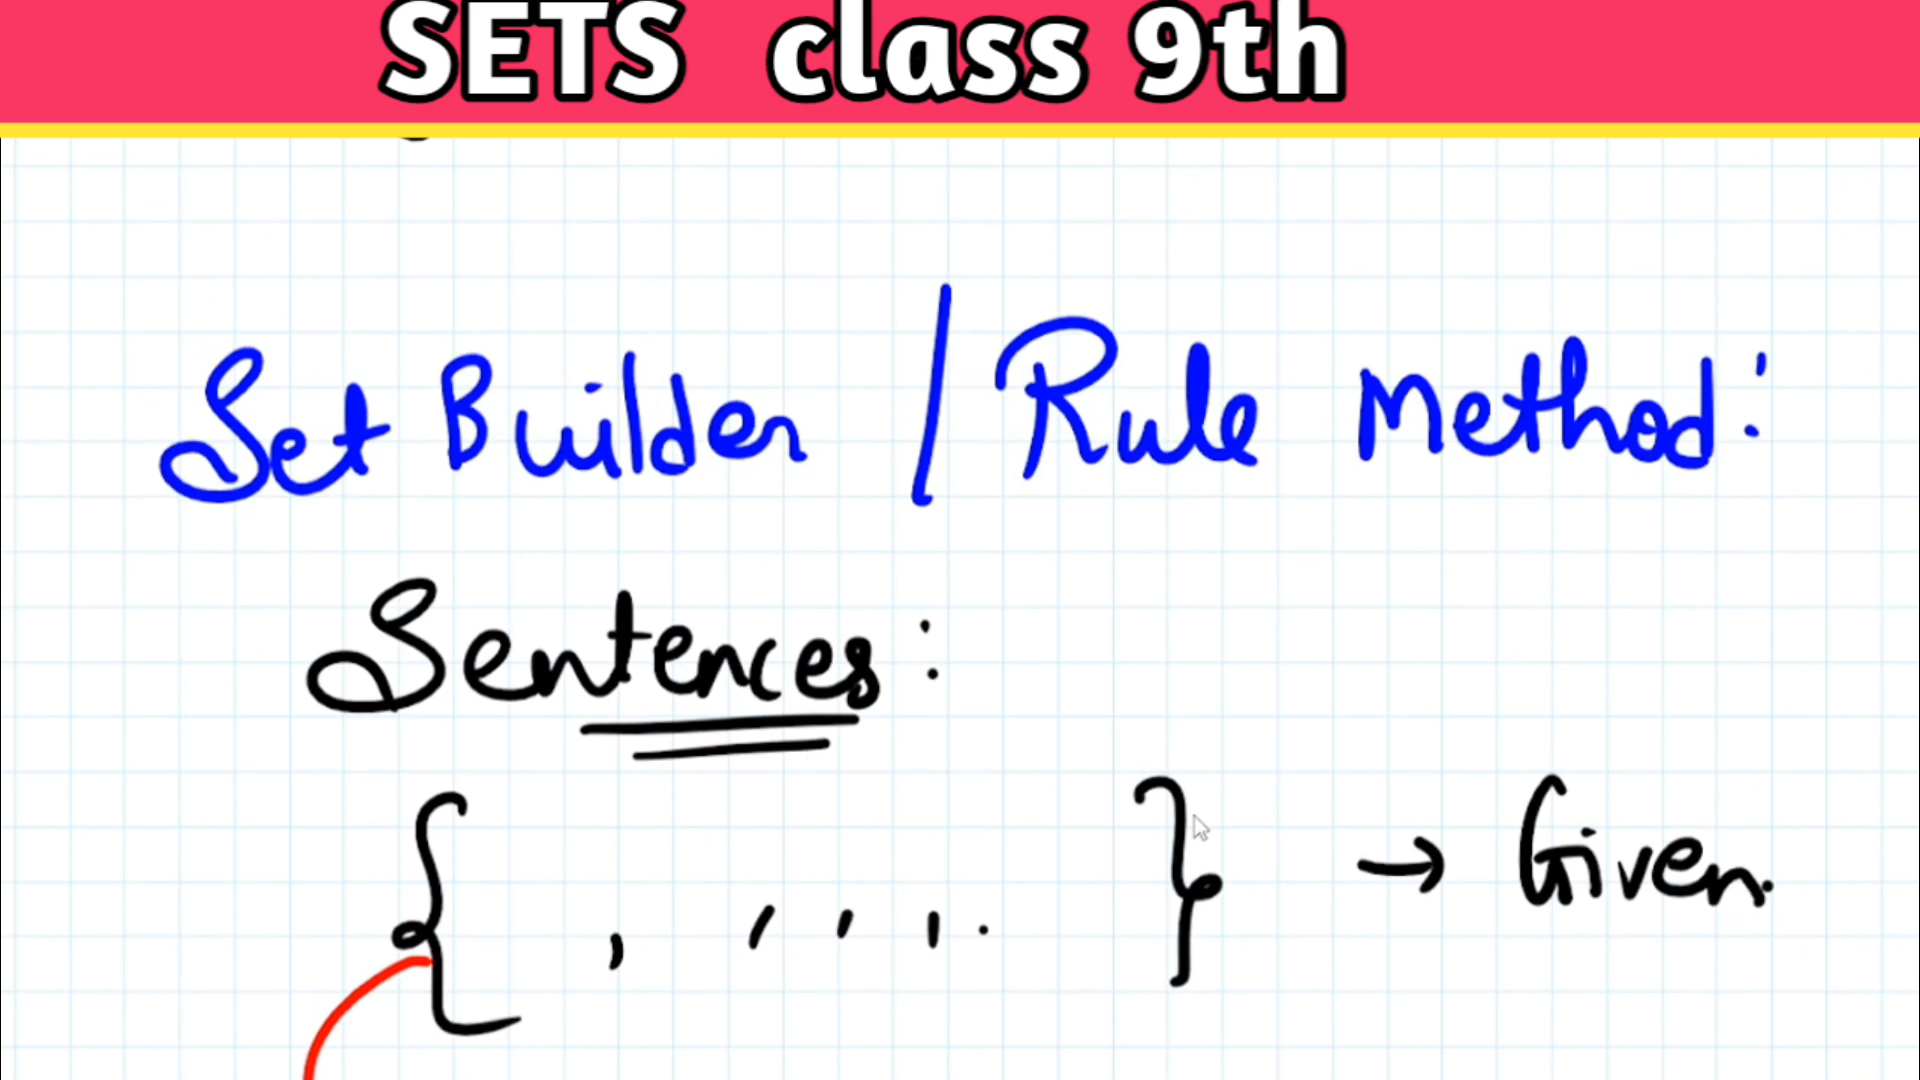 SETS class 9th
Set Builder / Rule Method:
Sentences:
{ , , , , . } → Given.